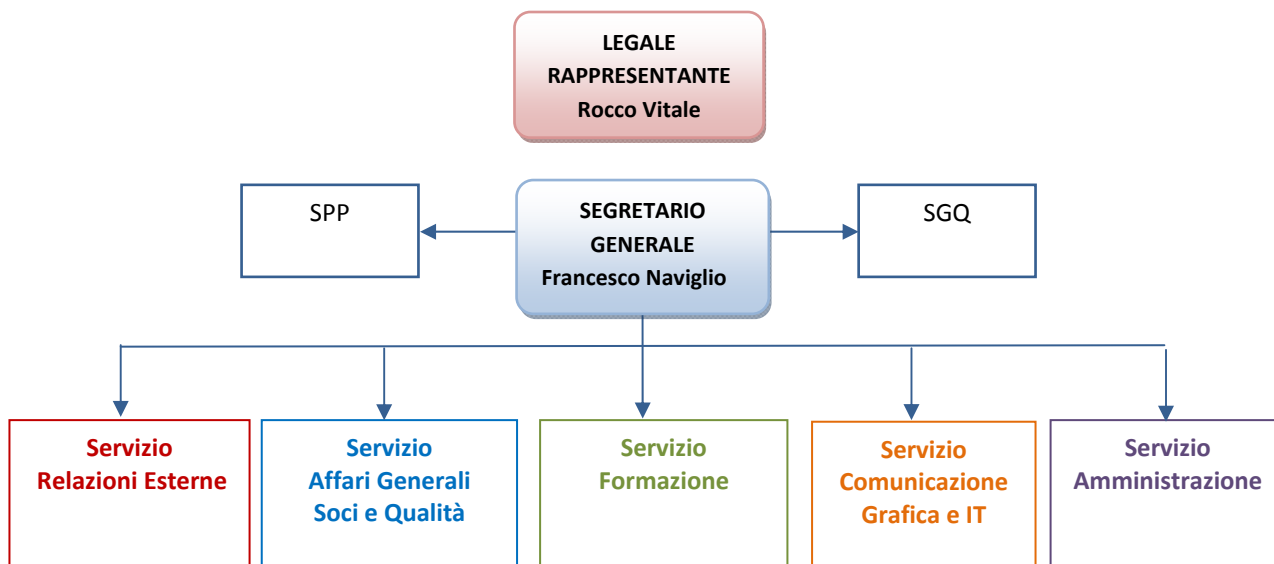 LEGALE
RAPPRESENTANTE
Rocco Vitale
SPP
SEGRETARIO
GENERALE
Francesco Naviglio
SGQ
Servizio
Relazioni Esterne
Servizio
Affari Generali
Soci e Qualità
Servizio
Formazione
Servizio
Comunicazione
Grafica e IT
Servizio
Amministrazione